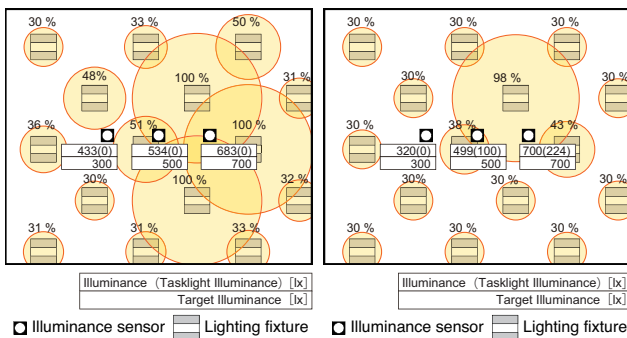 30 % 33 % 50 %
48% 100 % 31 %
36 % 51 % 100 %
433(0) 534(0) 683(0)
300 500 700
30% 100 % 32 %
31 % 31% 33 %
Illuminance (Tasklight Illuminance) [lx]
Target Illuminance [lx]
Illuminance sensor Lighting fixture
30 % 30 % 30 %
30% 98 % 30 %
30 % 38 % 43 %
320(0) 499(100) 700(224)
300 500 700
30% 30 % 30 %
30 % 30% 30 %
Illuminance (Tasklight Illuminance) [lx]
Target Illuminance [lx]
Illuminance sensor Lighting fixture